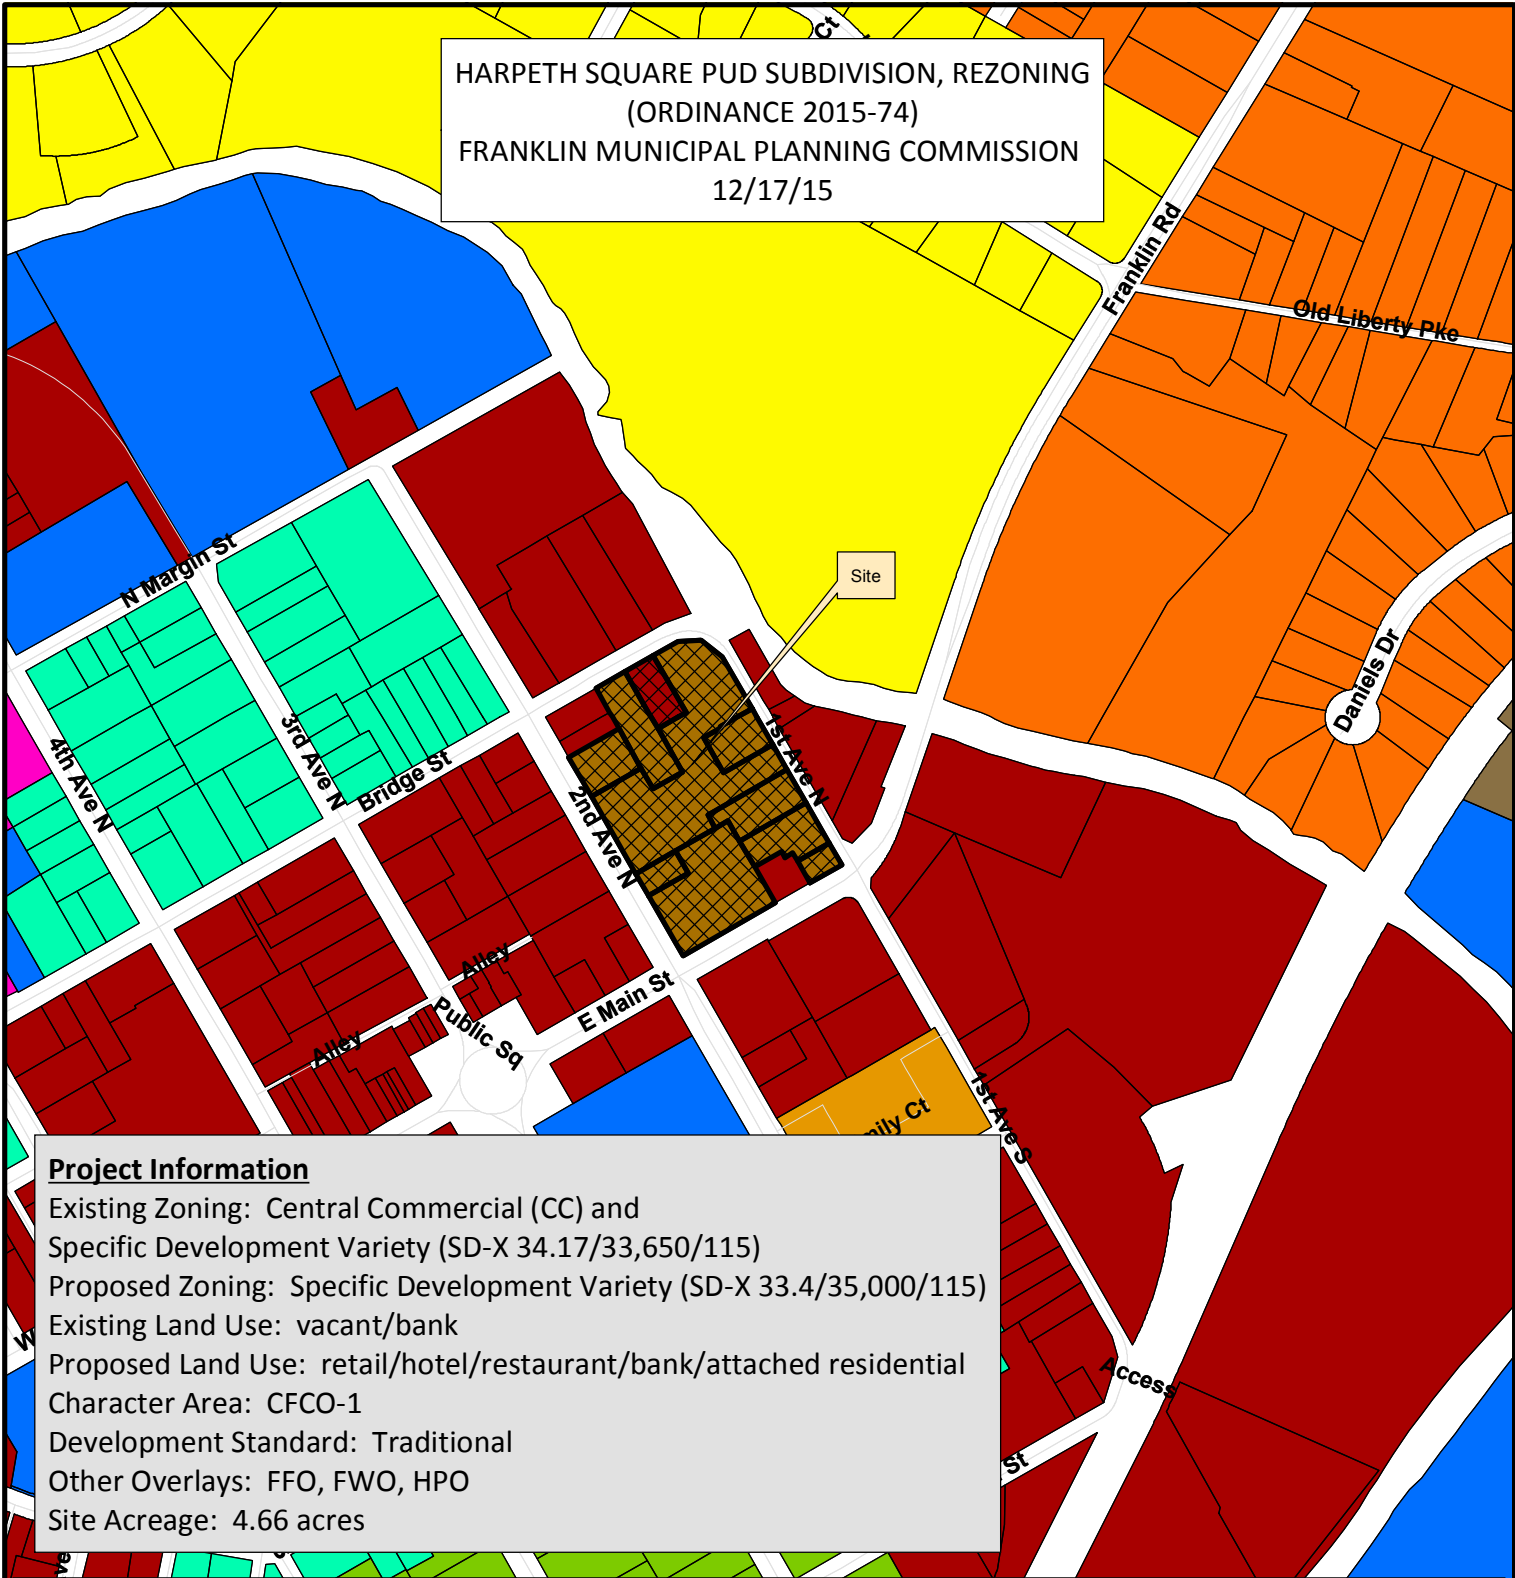 Ct
HARPETH SQUARE PUD SUBDIVISION, REZONING
(ORDINANCE 2015-74)
FRANKLIN MUNICIPAL PLANNING COMMISSION
12/17/15
Franklin Rd
Old Liberty Pke
Site
N Margin St
Daniels Dr
4th Ave N
3rd Ave N
Bridge St
2nd Ave N
1st Ave N
Alley
Public Sq
E Main St
Alley
1st Ave S
mily Ct
Project Information
Existing Zoning: Central Commercial (CC) and
Specific Development Variety (SD-X 34.17/33,650/115)
Proposed Zoning: Specific Development Variety (SD-X 33.4/35,000/115)
Existing Land Use: vacant/bank
Proposed Land Use: retail/hotel/restaurant/bank/attached residential
Character Area: CFCO-1
Development Standard: Traditional
Other Overlays: FFO, FWO, HPO
Site Acreage: 4.66 acres
W
Access
St
ve